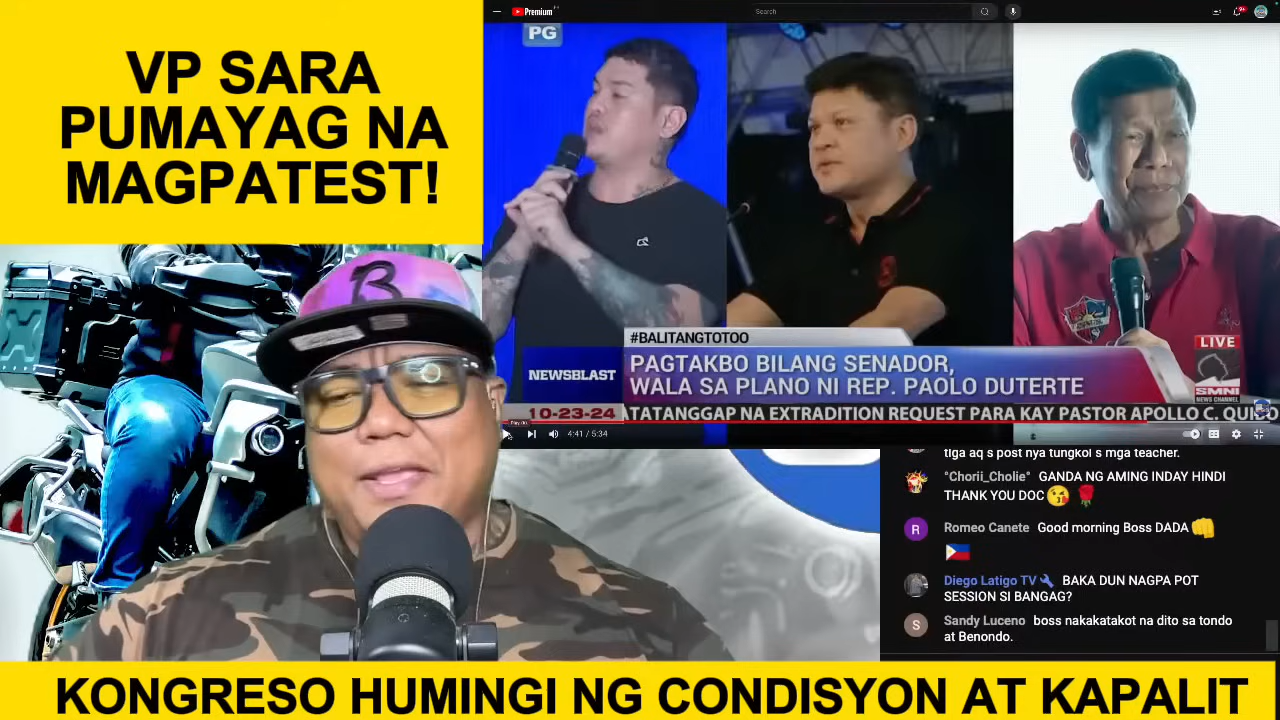 VP SARA
PUMAYAG NA
MAGPATEST!
Premium
Search
9+
PG
#BALITANGTOTOO
NEWSBLAST
PAGTAKBO BILANG SENADOR,
WALA SA PLANO NI REP. PAOLO DUTERTE
LIVE
SMNI
NEWS CHANNEL
10-23-24
ATATANGGAP NA EXTRADITION REQUEST PARA KAY PASTOR APOLLO C. QUI
4:41 / 5:34
B
tiga aq s post nya tungkol s mga teacher.
°Chorii_Cholie° GANDA NG AMING INDAY HINDI
THANK YOU DOC😘🌹
R
Romeo Canete Good morning Boss DADA👊
🇵🇭
Diego Latigo TV🔧 BAKA DUN NAGPA POT
SESSION SI BANGAG?
S
Sandy Luceno boss nakakatakot na dito sa tondo
at Benondo.
KONGRESO HUMINGI NG CONDISYON AT KAPALIT